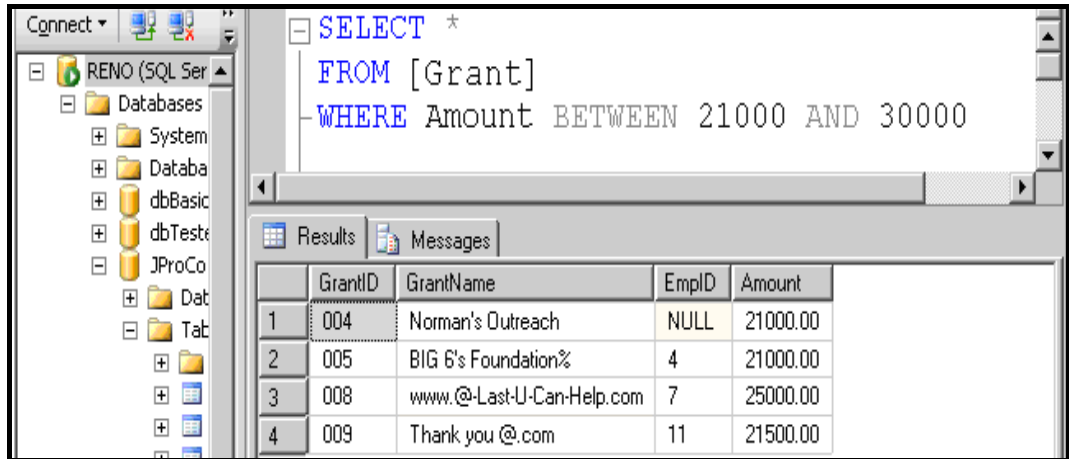 Connect
RENO (SQL Ser
Databases
System
Databa
dbBasic
dbTeste
JProCo
Dat
Tab
SELECT *
FROM [Grant]
WHERE Amount BETWEEN 21000 AND 30000
Results Messages
GrantID GrantName EmpID Amount
1 004 Norman's Outreach NULL 21000.00
2 005 BIG 6's Foundation% 4 21000.00
3 008 www.@-Last-U-Can-Help.com 7 25000.00
4 009 Thank you @.com 11 21500.00